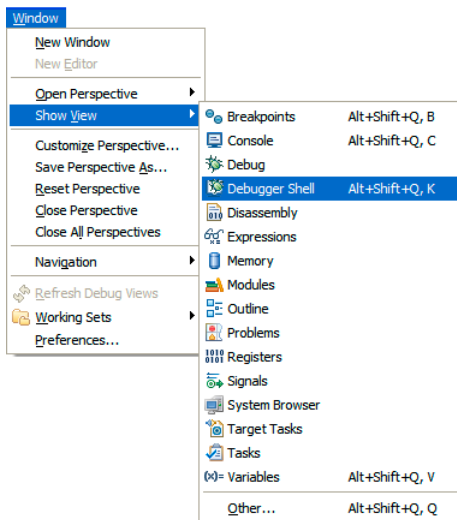 Window
New Window
New Editor
Open Perspective
Show View
Customize Perspective...
Save Perspective As...
Reset Perspective
Close Perspective
Close All Perspectives
Navigation
Refresh Debug Views
Working Sets
Preferences...
Breakpoints Alt+Shift+Q, B
Console Alt+Shift+Q, C
Debug
Debugger Shell Alt+Shift+Q, K
010 Disassembly
Expressions
Memory
Modules
Outline
Problems
1010 0101 Registers
Signals
System Browser
Target Tasks
Tasks
(x)= Variables Alt+Shift+Q, V
Other... Alt+Shift+Q, Q